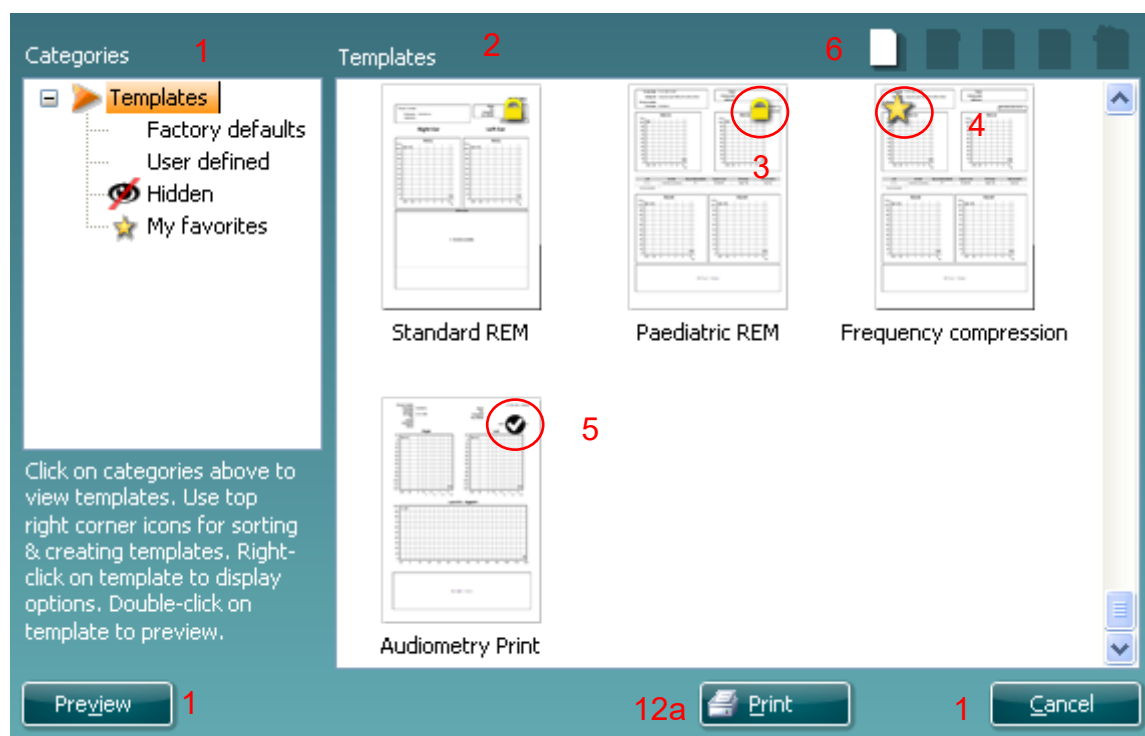 Categories 1
Templates 2
6
Templates
Factory defaults
User defined
Hidden
My favorites
3
4
Standard REM
Paediatric REM
Frequency compression
5
Audiometry Print
Click on categories above to
view templates. Use top
right corner icons for sorting
& creating templates. Right-
click on template to display
options. Double-click on
template to preview.
Preview 1
12a Print
1 Cancel